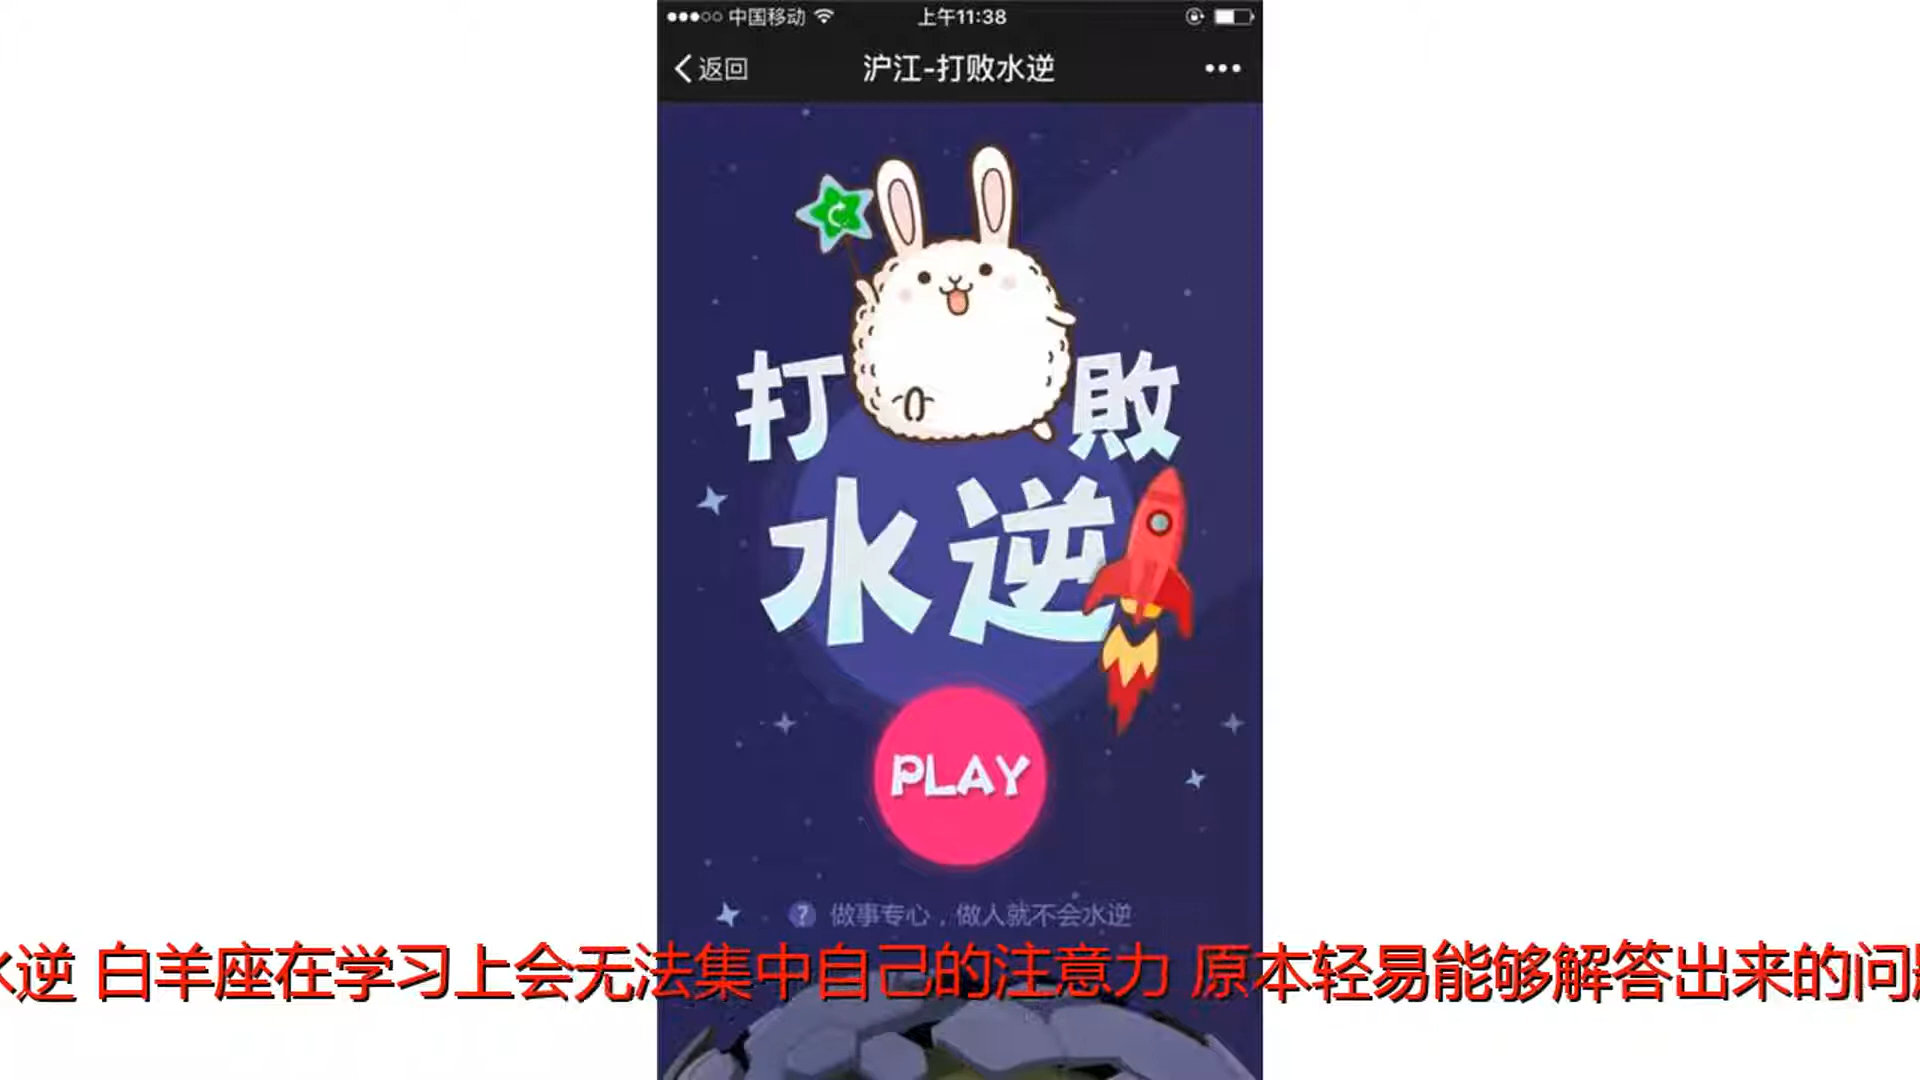 中国移动 上午11:38
返回 沪江-打败水逆
打敗
水逆
PLAY
? 做事专心，做人就不会水逆
水逆 白羊座在学习上会无法集中自己的注意力 原本轻易能够解答出来的问题